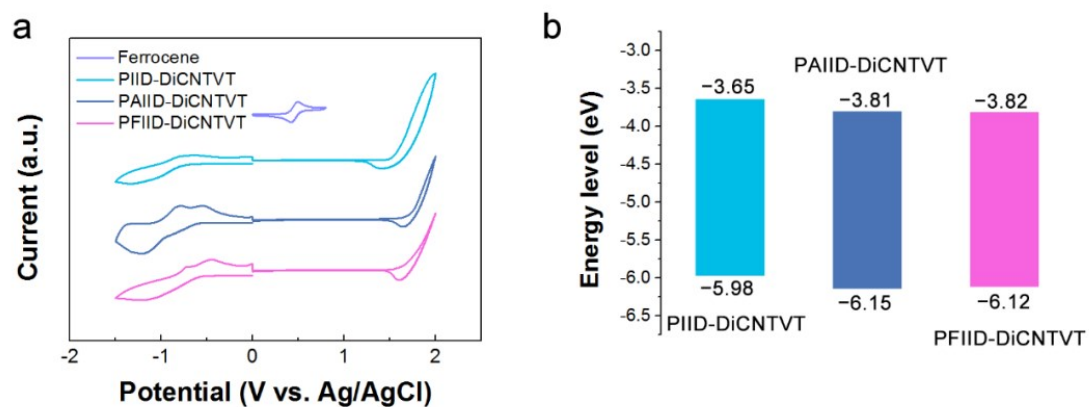 a
Ferrocene
PIID-DiCNTVT
PAIID-DiCNTVT
PFIID-DiCNTVT
Current (a.u.)
-2
-1
0
1
2
Potential (V vs. Ag/AgCl)
b
-3.0
-3.5
-4.0
-4.5
-5.0
-5.5
-6.0
-6.5
Energy level (eV)
PAIID-DiCNTVT
−3.65
−3.81
−3.82
−5.98
−6.15
−6.12
PIID-DiCNTVT
PFIID-DiCNTVT